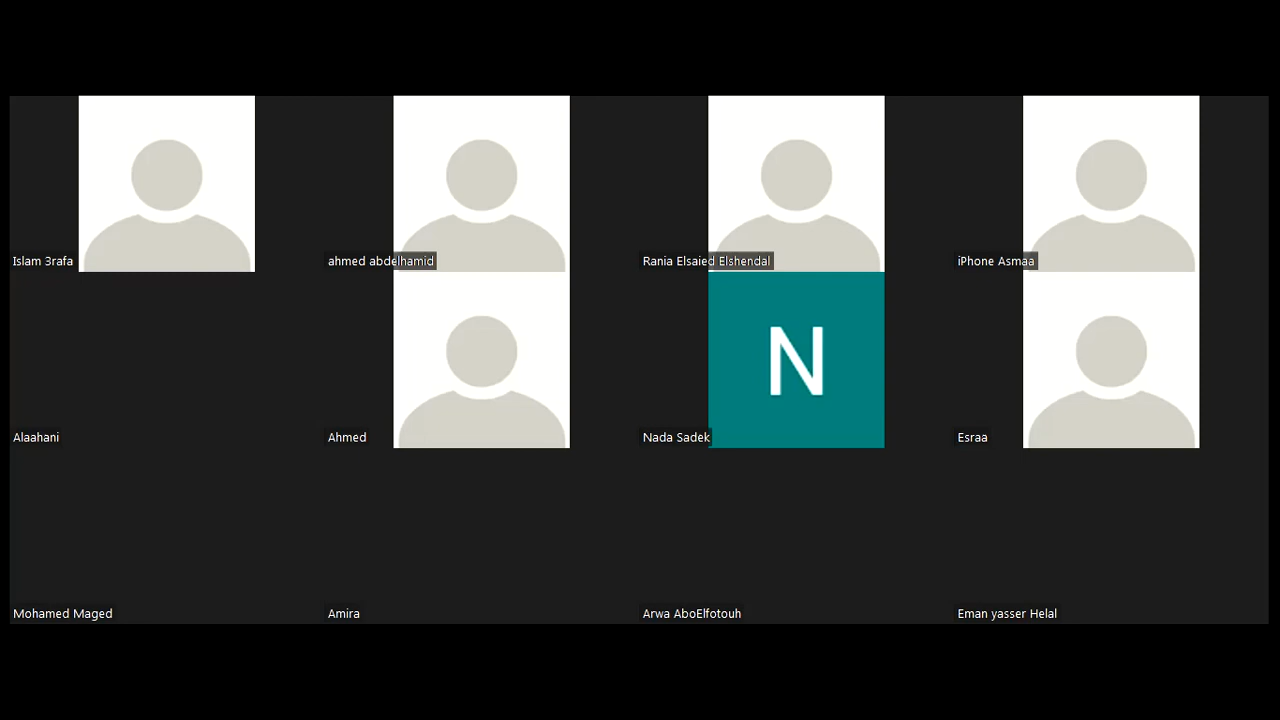 Islam 3rafa
ahmed abdelhamid
Rania Elsaied Elshendal
iPhone Asmaa
N
Alaahani
Ahmed
Nada Sadek
Esraa
Mohamed Maged
Amira
Arwa AboElfotouh
Eman yasser Helal